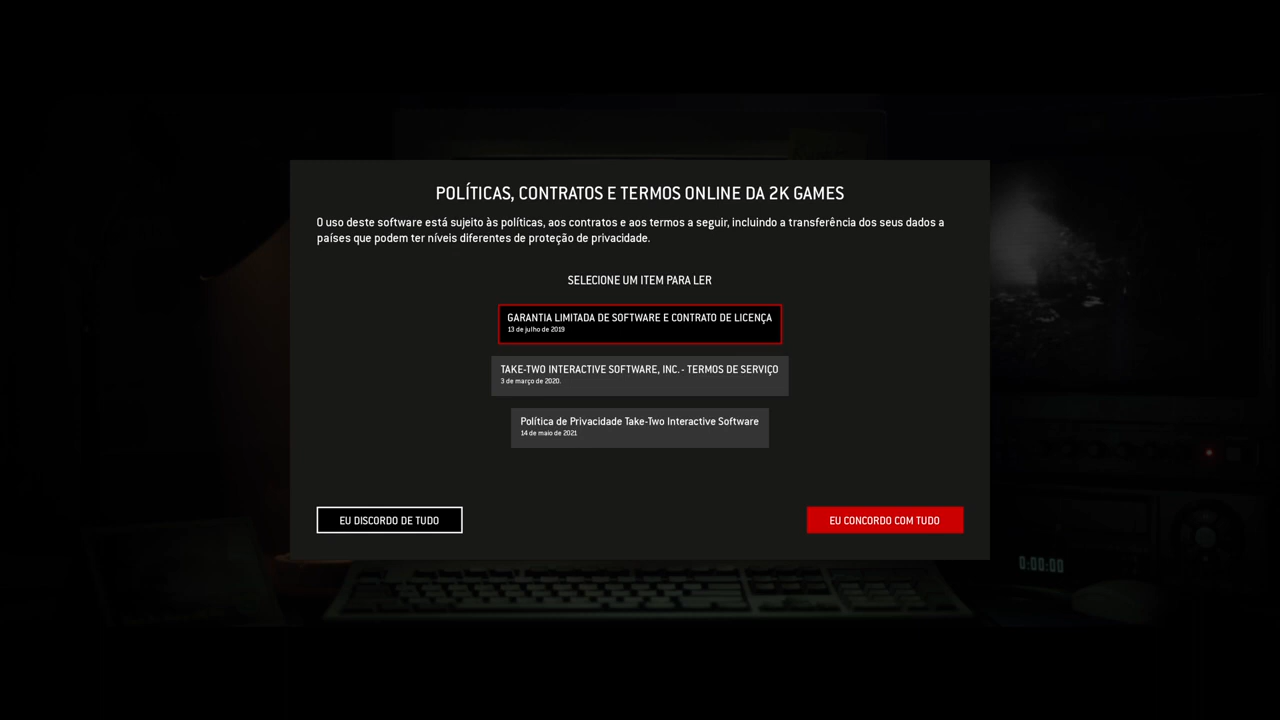 POLÍTICAS, CONTRATOS E TERMOS ONLINE DA 2K GAMES
O uso deste software está sujeito às políticas, aos contratos e aos termos a seguir, incluindo a transferência dos seus dados a
países que podem ter níveis diferentes de proteção de privacidade.
SELECIONE UM ITEM PARA LER
GARANTIA LIMITADA DE SOFTWARE E CONTRATO DE LICENÇA
13 de julho de 2019
TAKE-TWO INTERACTIVE SOFTWARE, INC. - TERMOS DE SERVIÇO
3 de março de 2020.
Política de Privacidade Take-Two Interactive Software
14 de maio de 2021
EU DISCORDO DE TUDO
EU CONCORDO COM TUDO
0:00:00